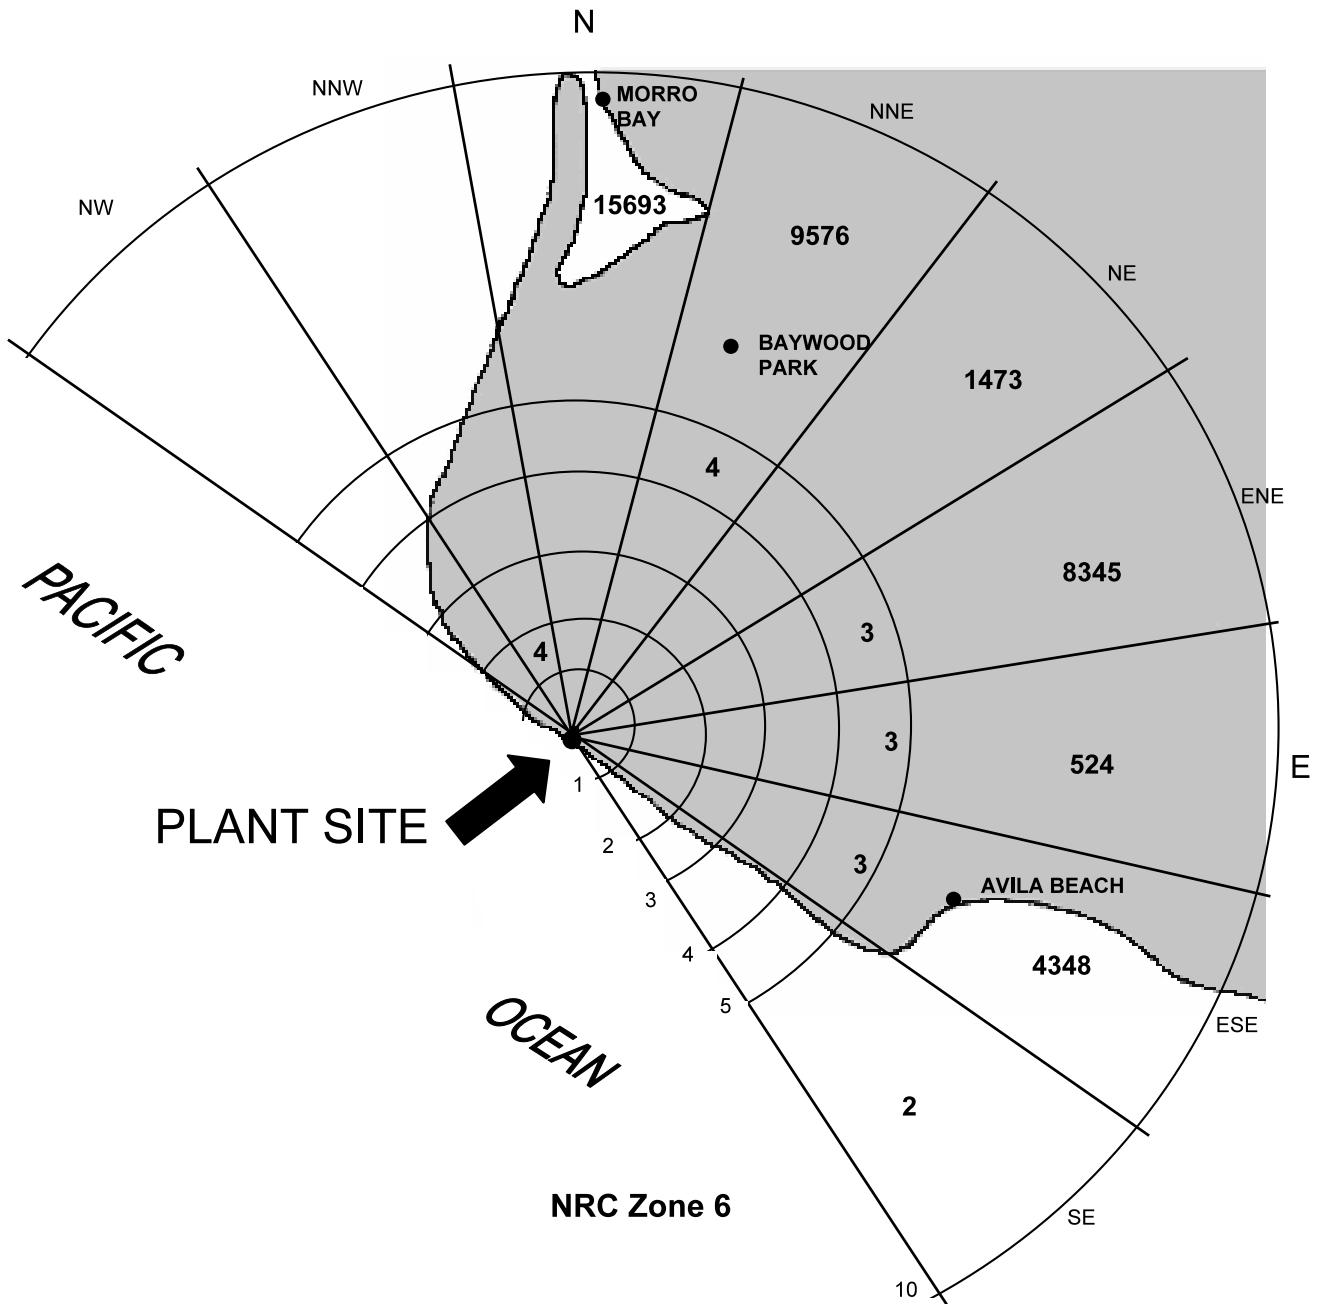 N
NNW
MORRO
BAY
NNE
NW
15693
9576
NE
BAYWOOD
PARK
1473
4
ENE
8345
PACIFIC
3
4
3
524
E
1
PLANT SITE
2
3
AVILA BEACH
3
4
4348
5
OCEAN
ESE
2
NRC Zone 6
SE
10